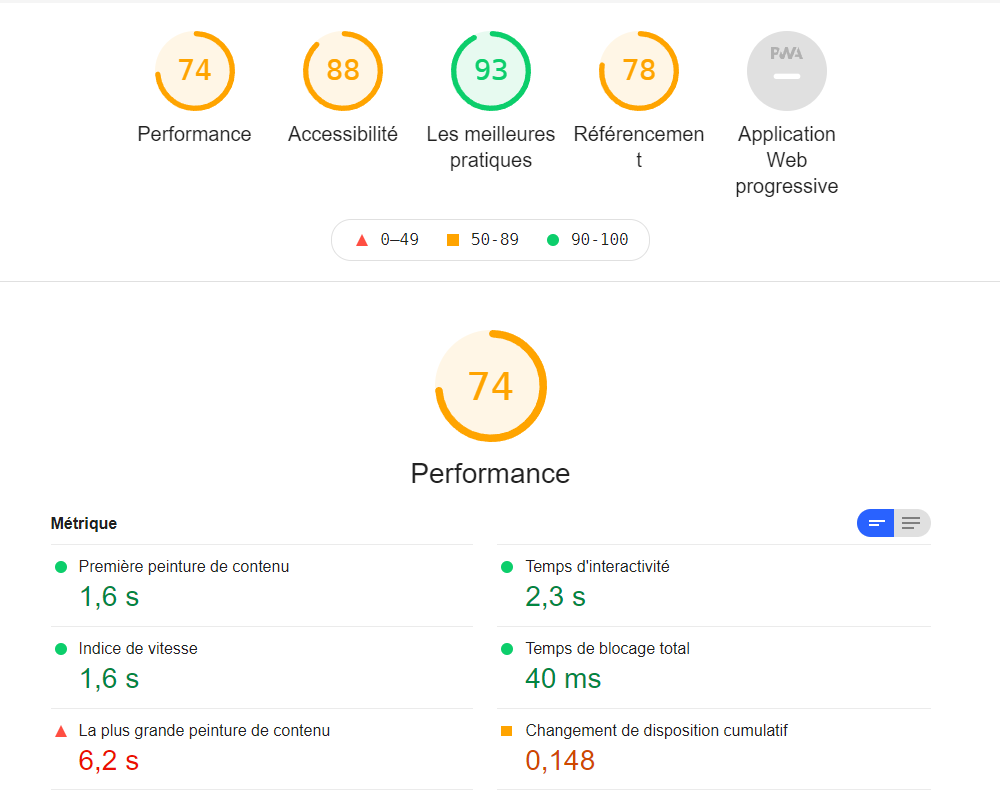 74
88
93
78
PWA
Performance
Accessibilité
Les meilleures
pratiques
Référencemen
t
Application
Web
progressive
0–49
50-89
90-100
74
Performance
Métrique
Première peinture de contenu
1,6 s
Temps d'interactivité
2,3 s
Indice de vitesse
1,6 s
Temps de blocage total
40 ms
La plus grande peinture de contenu
6,2 s
Changement de disposition cumulatif
0,148